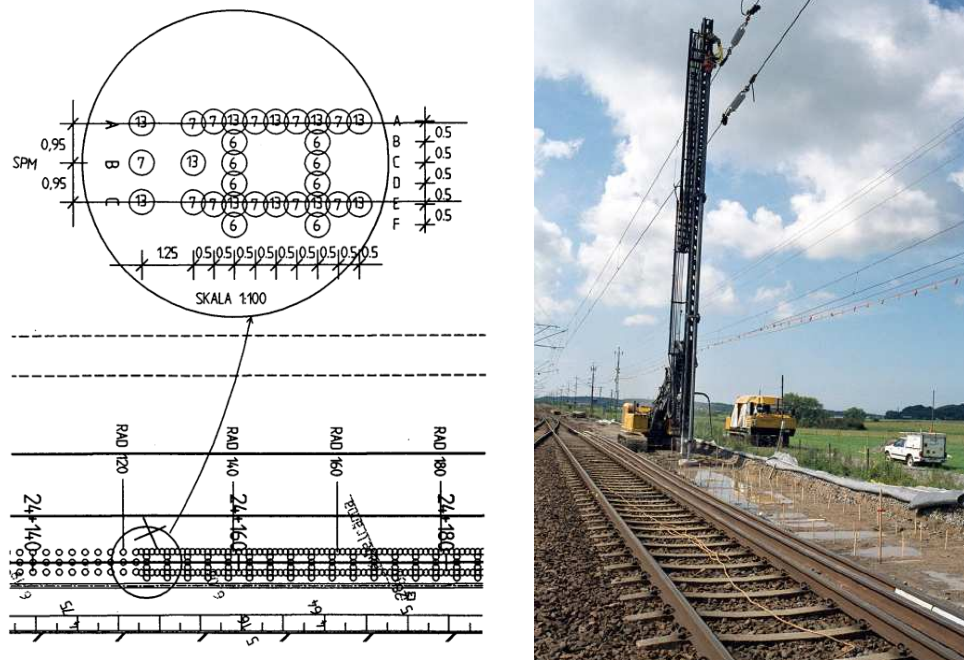 A 13 7 7 13 7 13 7 13 7 13 A
0.5
0,95
6 6 B
0.5
SPM B 7 13 6 6 C
0.5
0,95
6 6 D
0.5
C 13 7 7 13 7 13 7 13 7 13 E
0.5
6 6 F
1.25 0.5 0.5 0.5 0.5 0.5 0.5 0.5 0.5
SKALA 1:100
RAD 120
RAD 140
RAD 160
RAD 180
24+140
24+160
24+180
A